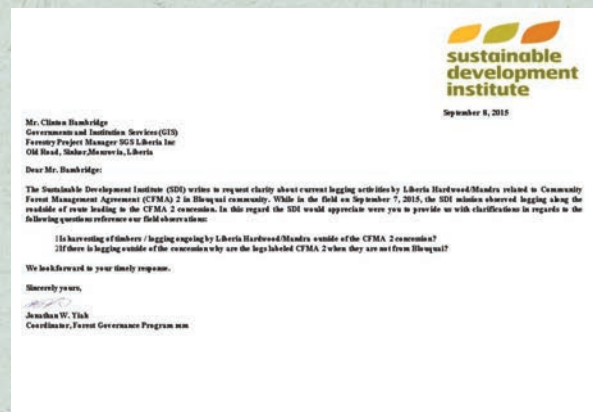 sustainable
development
institute
September 8, 2015
Mr. Clinton Bambridge
Governments and Institution Services (GIS)
Forestry Project Manager SGS Liberia Inc
Old Road, Sinkor, Monrovia, Liberia
Dear Mr. Bambridge:
The Sustainable Development Institute (SDI) writes to request clarity about current logging activities by Liberia Hardwood/Mandra related to Community
Forest Management Agreement (CFMA) 2 in Blouquai community. While in the field on September 7, 2015, the SDI mission observed logging along the
roadside of route leading to the CFMA 2 concession. In this regard the SDI would appreciate were you to provide us with clarifications in regards to the
following questions reference our field observations:
1Is harvesting of timbers / logging ongoing by Liberia Hardwood/Mandra outside of the CFMA 2 concession?
2If there is logging outside of the concession why are the logs labeled CFMA 2 when they are not from Blouquai?
We look forward to your timely response.
Sincerely yours,
Jonathan W. Yiah
Coordinator, Forest Governance Program mm